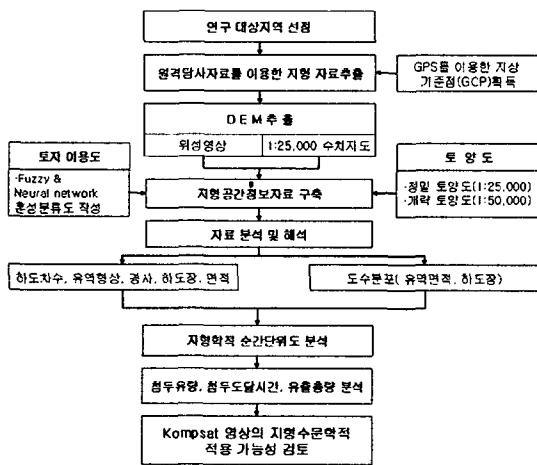 연구 대상지역 선정
원격탐사자료를 이용한 지형 자료추출
GPS를 이용한 지상
기준점(GCP)획득
DEM 추 출
위성영상
1:25,000 수치지도
토지 이용도
·Fuzzy &
Neural network
혼성분류도 작성
지형공간정보자료 구축
토 양 도
·정밀 토양도(1:25,000)
·개략 토양도(1:50,000)
자료 분석 및 해석
하도차수, 유역형상, 경사, 하도장, 면적
도수분포( 유역면적, 하도장)
지형학적 순간단위도 분석
첨두유량, 첨두도달시간, 유출총량 분석
Kompsat 영상의 지형수문학적
적용 가능성 검토